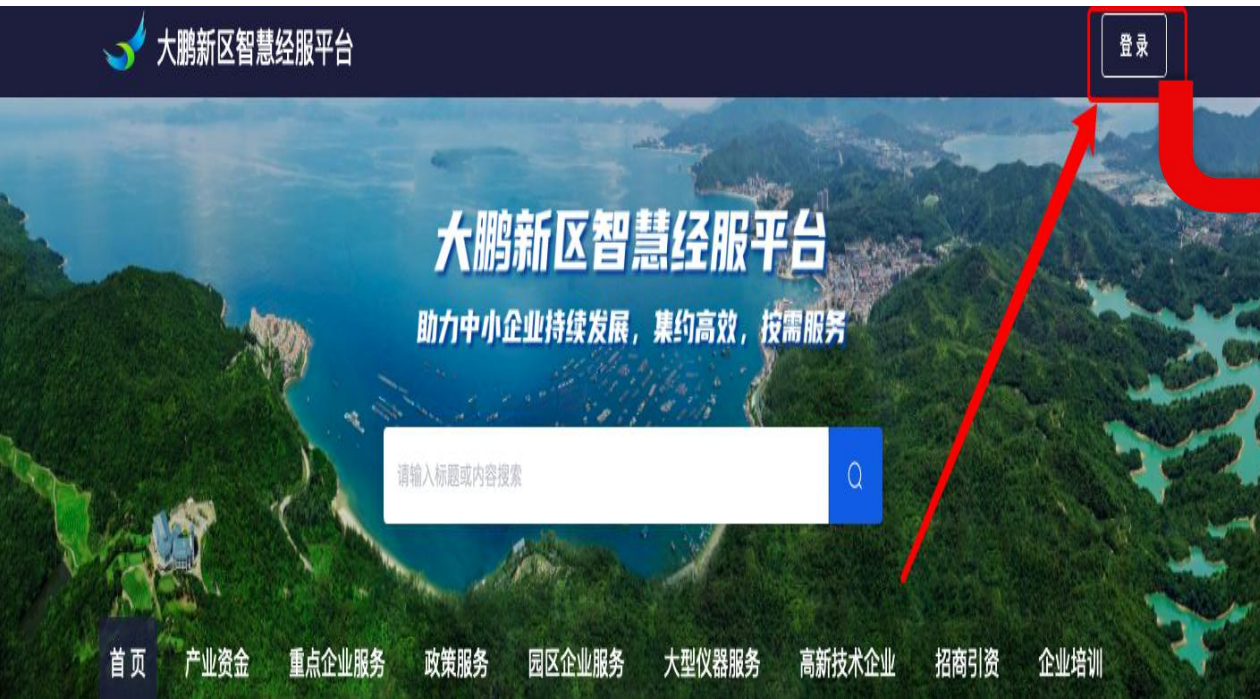 大鹏新区智慧经服平台
登录
大鹏新区智慧经服平台
助力中小企业持续发展，集约高效，按需服务
请输入标题或内容搜索
首页 产业资金 重点企业服务 政策服务 园区企业服务 大型仪器服务 高新技术企业 招商引资 企业培训